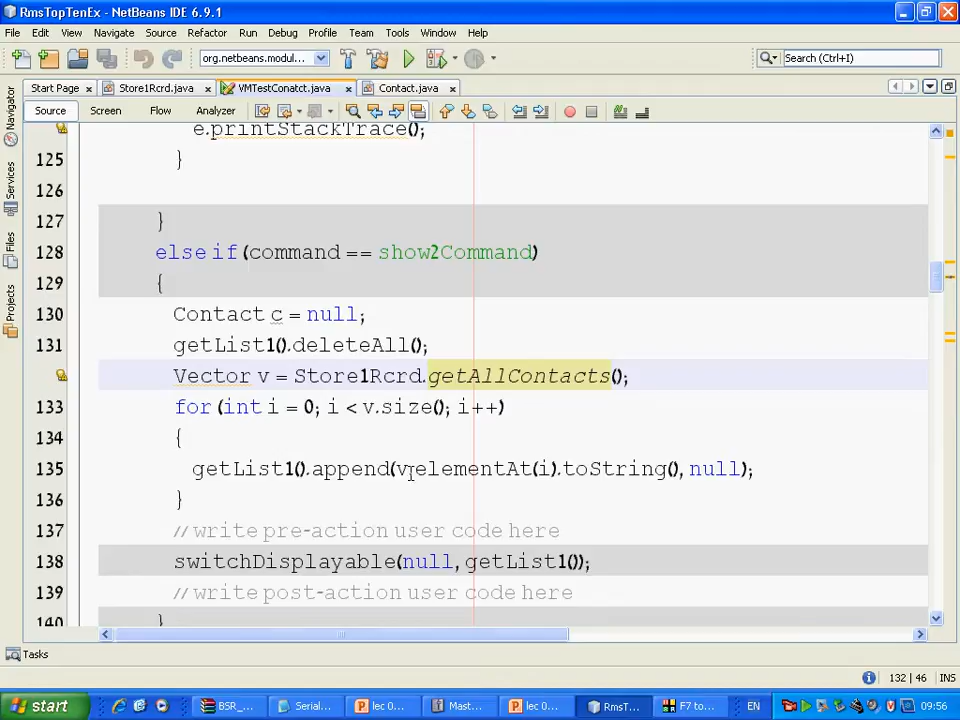 RmsTopTenEx - NetBeans IDE 6.9.1
File Edit View Navigate Source Refactor Run Debug Profile Team Tools Window Help
org.netbeans.modul...
Search (Ctrl+I)
Start Page Store1Rcrd.java VMTestConatct.java Contact.java
Source Screen Flow Analyzer
Navigator
Services
Files
Projects
e.printStackTrace();
125 }
126
127 }
128 else if (command == show2Command)
129 {
130 Contact c = null;
131 getList1().deleteAll();
Vector v = Store1Rcrd.getAllContacts();
133 for (int i = 0; i < v.size(); i++)
134 {
135 getList1().append(v.elementAt(i).toString(), null);
136 }
137 // write pre-action user code here
138 switchDisplayable(null, getList1());
139 // write post-action user code here
140 }
Tasks
132 | 46 INS
start BSR_... Serial... lec 0... Mast... lec 0... RmsT... F7 to... EN 09:56